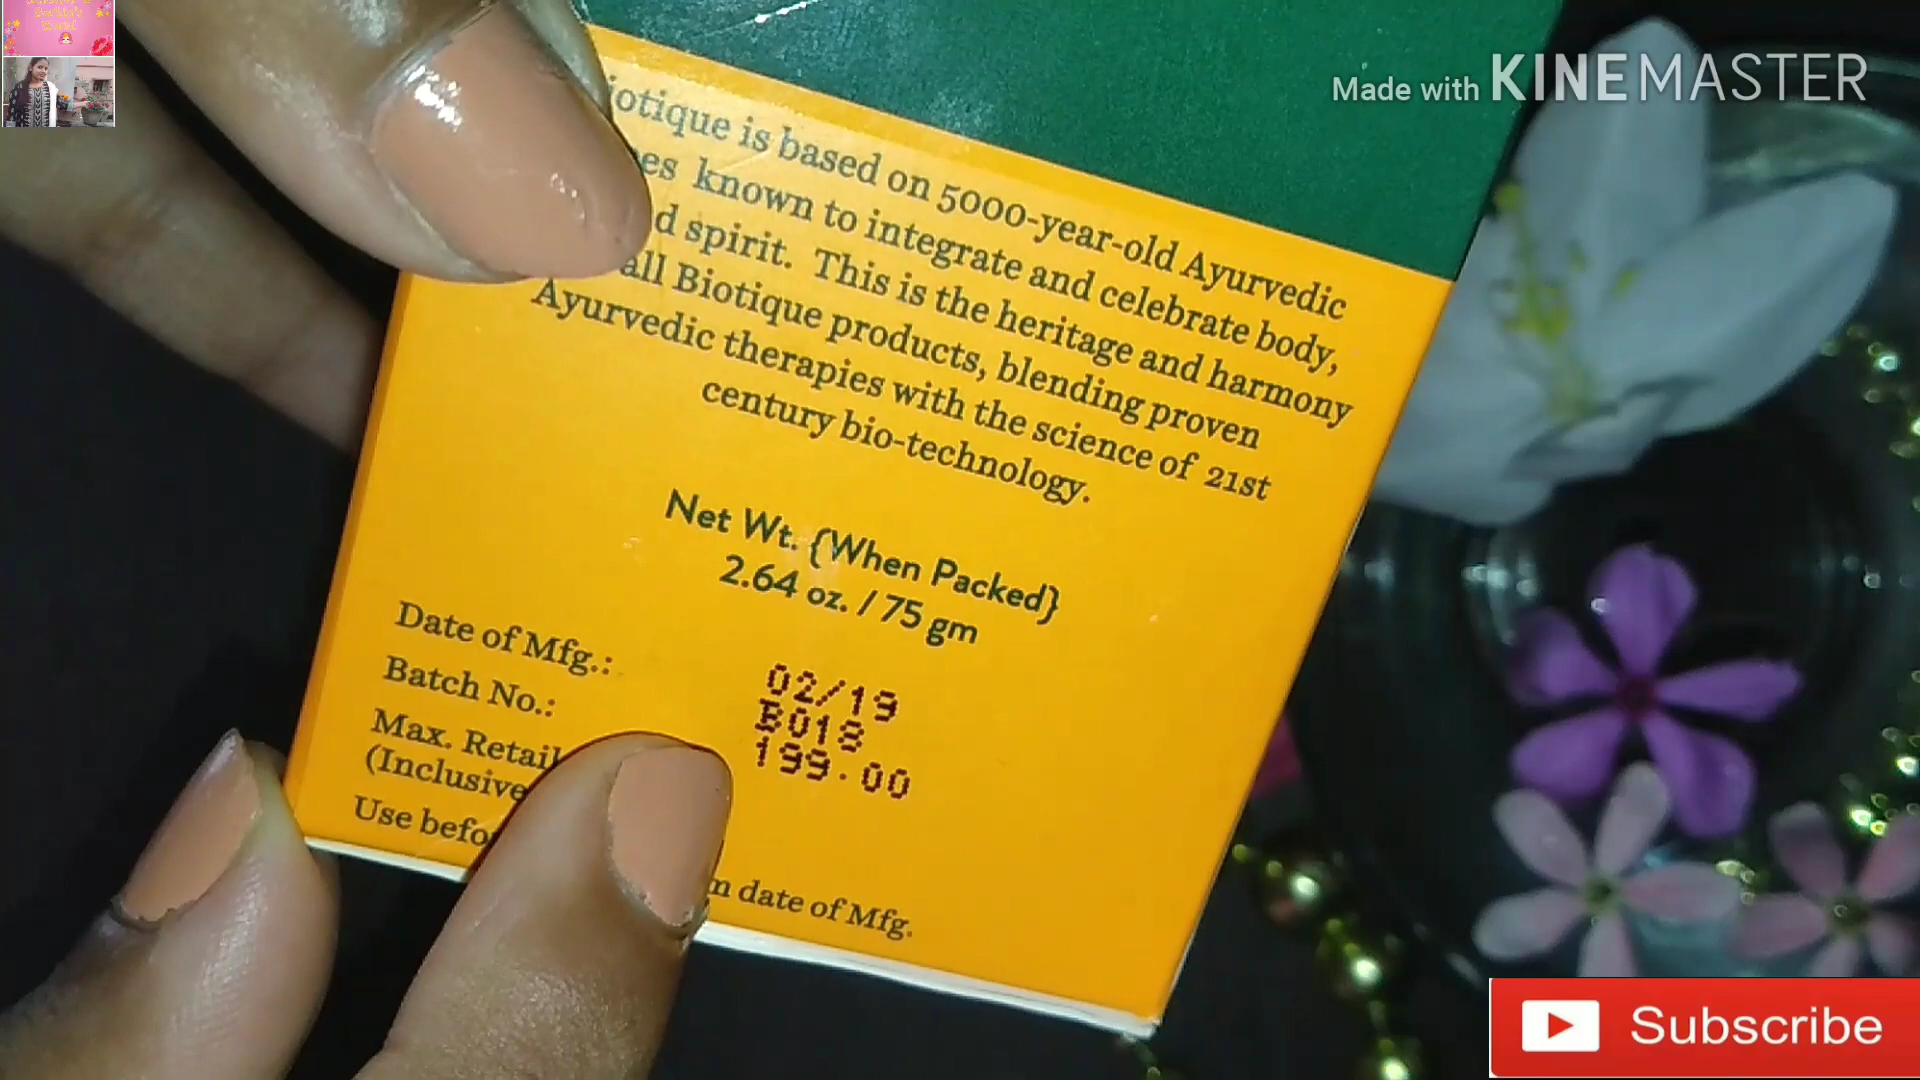 Made with KINEMASTER
iotique is based on 5000-year-old Ayurvedic
es known to integrate and celebrate body,
d spirit. This is the heritage and harmony
all Biotique products, blending proven
Ayurvedic therapies with the science of 21st
century bio-technology.
Net Wt. {When Packed}
2.64 oz. / 75 gm
Date of Mfg.: 02/19
Batch No.: B018
Max. Retail 199.00
(Inclusive
Use befo
m date of Mfg.
Subscribe